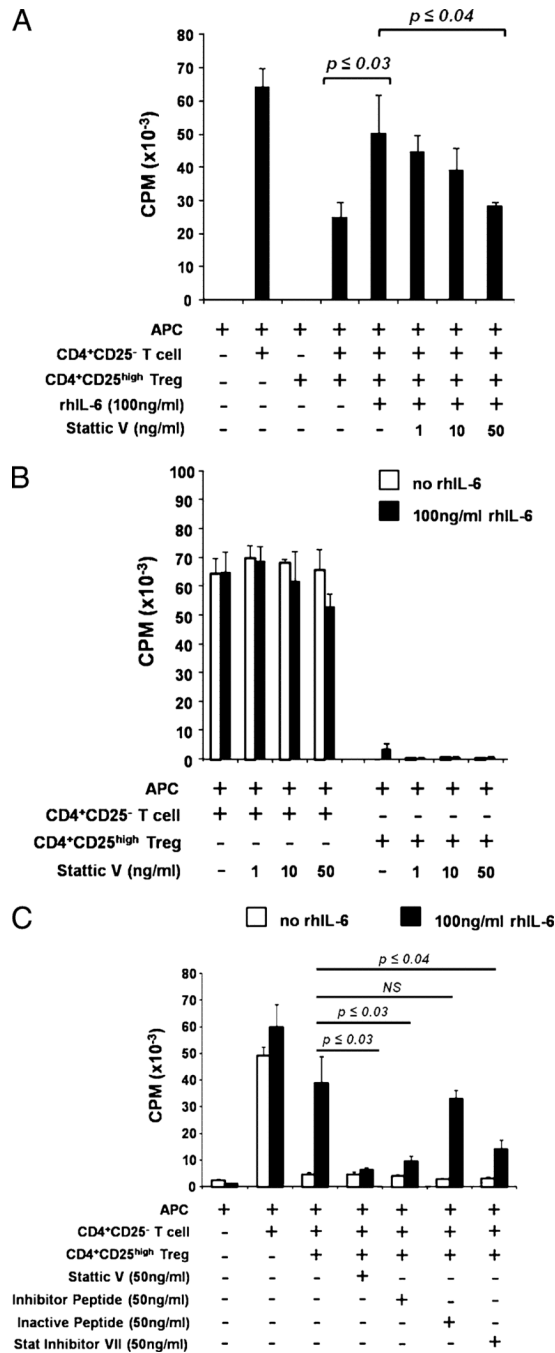 A
p ≤ 0.04
p ≤ 0.03
CPM (x10⁻³)
80
70
60
50
40
30
20
10
0
APC + + + + + + + +
CD4⁺CD25⁻ T cell - + - + + + + +
CD4⁺CD25ʰⁱᵍʰ Treg - - + + + + + +
rhIL-6 (100ng/ml) - - - - + + + +
Stattic V (ng/ml) - - - - - 1 10 50
B
no rhIL-6
100ng/ml rhIL-6
CPM (x10⁻³)
100
90
80
70
60
50
40
30
20
10
0
APC + + + + + + + +
CD4⁺CD25⁻ T cell + + + + - - - -
CD4⁺CD25ʰⁱᵍʰ Treg - - - - + + + +
Stattic V (ng/ml) - 1 10 50 - 1 10 50
C
no rhIL-6 100ng/ml rhIL-6
p ≤ 0.04
NS
p ≤ 0.03
p ≤ 0.03
CPM (x10⁻³)
80
70
60
50
40
30
20
10
0
APC + + + + + + +
CD4⁺CD25⁻ T cell - + + + + + +
CD4⁺CD25ʰⁱᵍʰ Treg - - + + + + +
Stattic V (50ng/ml) - - - + - - -
Inhibitor Peptide (50ng/ml) - - - - + - -
Inactive Peptide (50ng/ml) - - - - - + -
Stat Inhibitor VII (50ng/ml) - - - - - - +